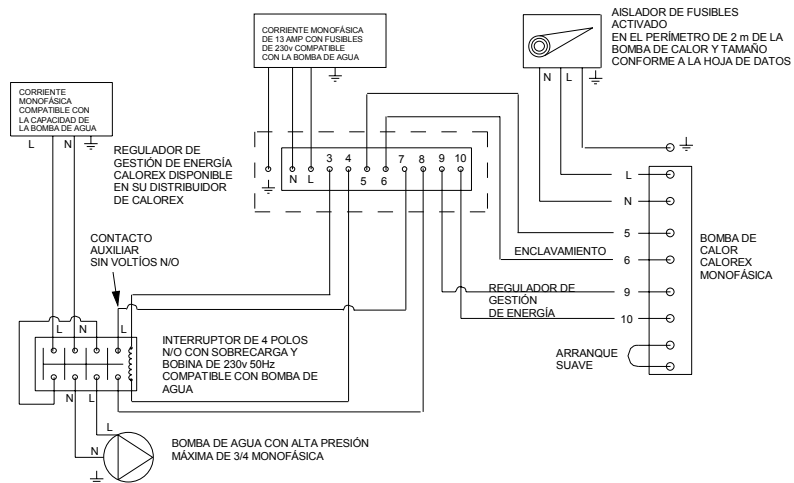 AISLADOR DE FUSIBLES
ACTIVADO
EN EL PERÍMETRO DE 2 m DE LA
BOMBA DE CALOR Y TAMAÑO
CONFORME A LA HOJA DE DATOS
CORRIENTE MONOFÁSICA
DE 13 AMP CON FUSIBLES
DE 230v COMPATIBLE
CON LA BOMBA DE AGUA
N L
CORRIENTE
MONOFÁSICA
COMPATIBLE CON
LA CAPACIDAD DE
LA BOMBA DE AGUA
L N
REGULADOR DE
GESTIÓN DE ENERGÍA
CALOREX DISPONIBLE
EN SU DISTRIBUIDOR
DE CALOREX
N L 3 4 5 6 7 8 9 10
L
N
5
6
9
10
BOMBA DE
CALOR
CALOREX
MONOFÁSICA
ENCLAVAMIENTO
REGULADOR DE
GESTIÓN
DE ENERGÍA
ARRANQUE
SUAVE
CONTACTO
AUXILIAR
SIN VOLTÍOS N/O
L N L
INTERRUPTOR DE 4 POLOS
N/O CON SOBRECARGA Y
BOBINA DE 230v 50Hz
COMPATIBLE CON BOMBA DE
AGUA
N L
L
N
BOMBA DE AGUA CON ALTA PRESIÓN
MÁXIMA DE 3/4 MONOFÁSICA